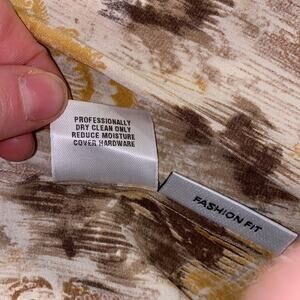 PROFESSIONALLY
DRY CLEAN ONLY
REDUCE MOISTURE
COVER HARDWARE
FASHION FIT